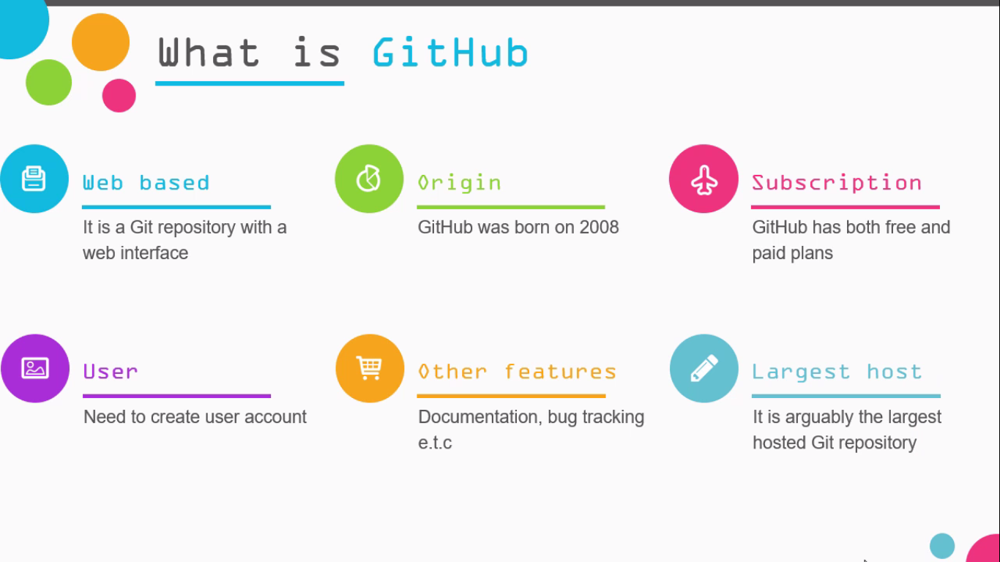 What is GitHub
Web based
It is a Git repository with a
web interface
Origin
GitHub was born on 2008
Subscription
GitHub has both free and
paid plans
User
Need to create user account
Other features
Documentation, bug tracking
e.t.c
Largest host
It is arguably the largest
hosted Git repository